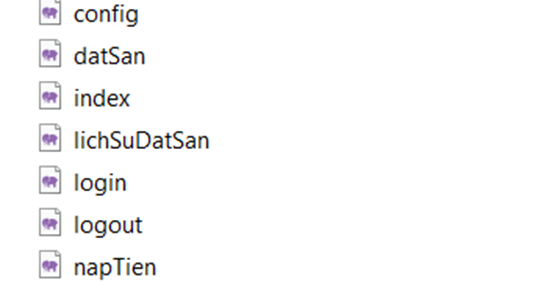 config
datSan
index
lichSuDatSan
login
logout
napTien